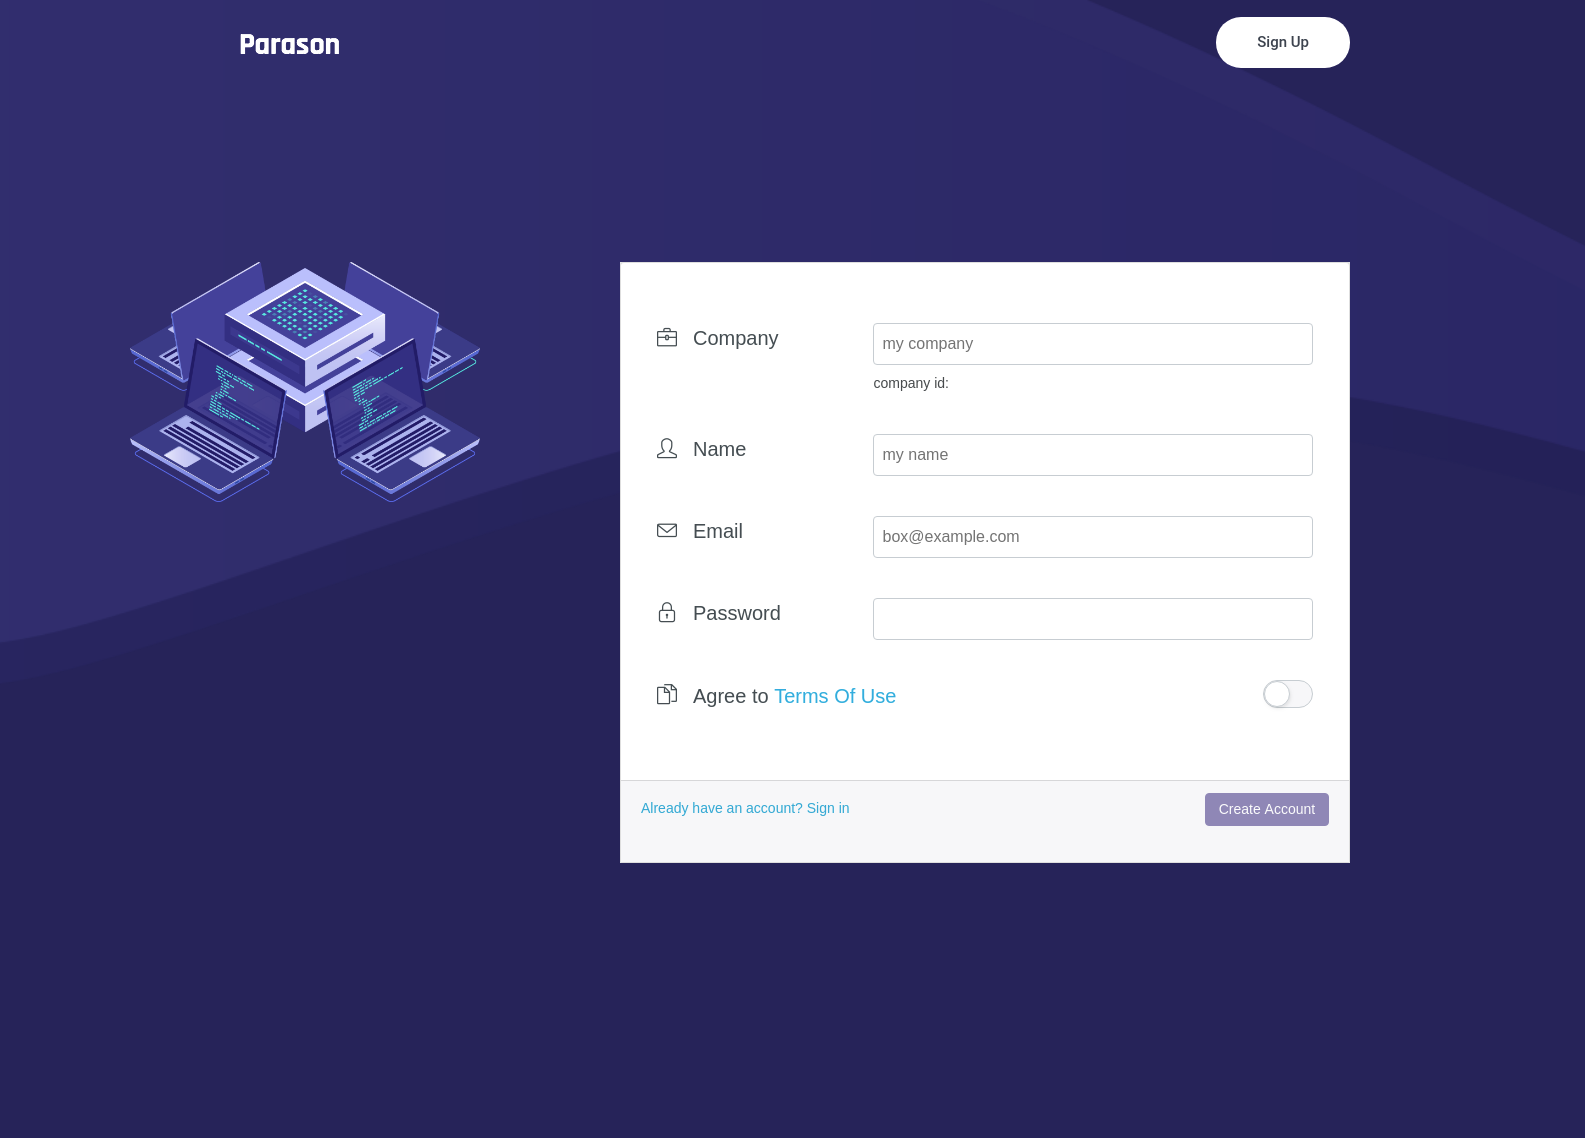 Parason
Sign Up
Company
my company
company id:
Name
my name
Email
box@example.com
Password
Agree to Terms Of Use
Already have an account? Sign in
Create Account